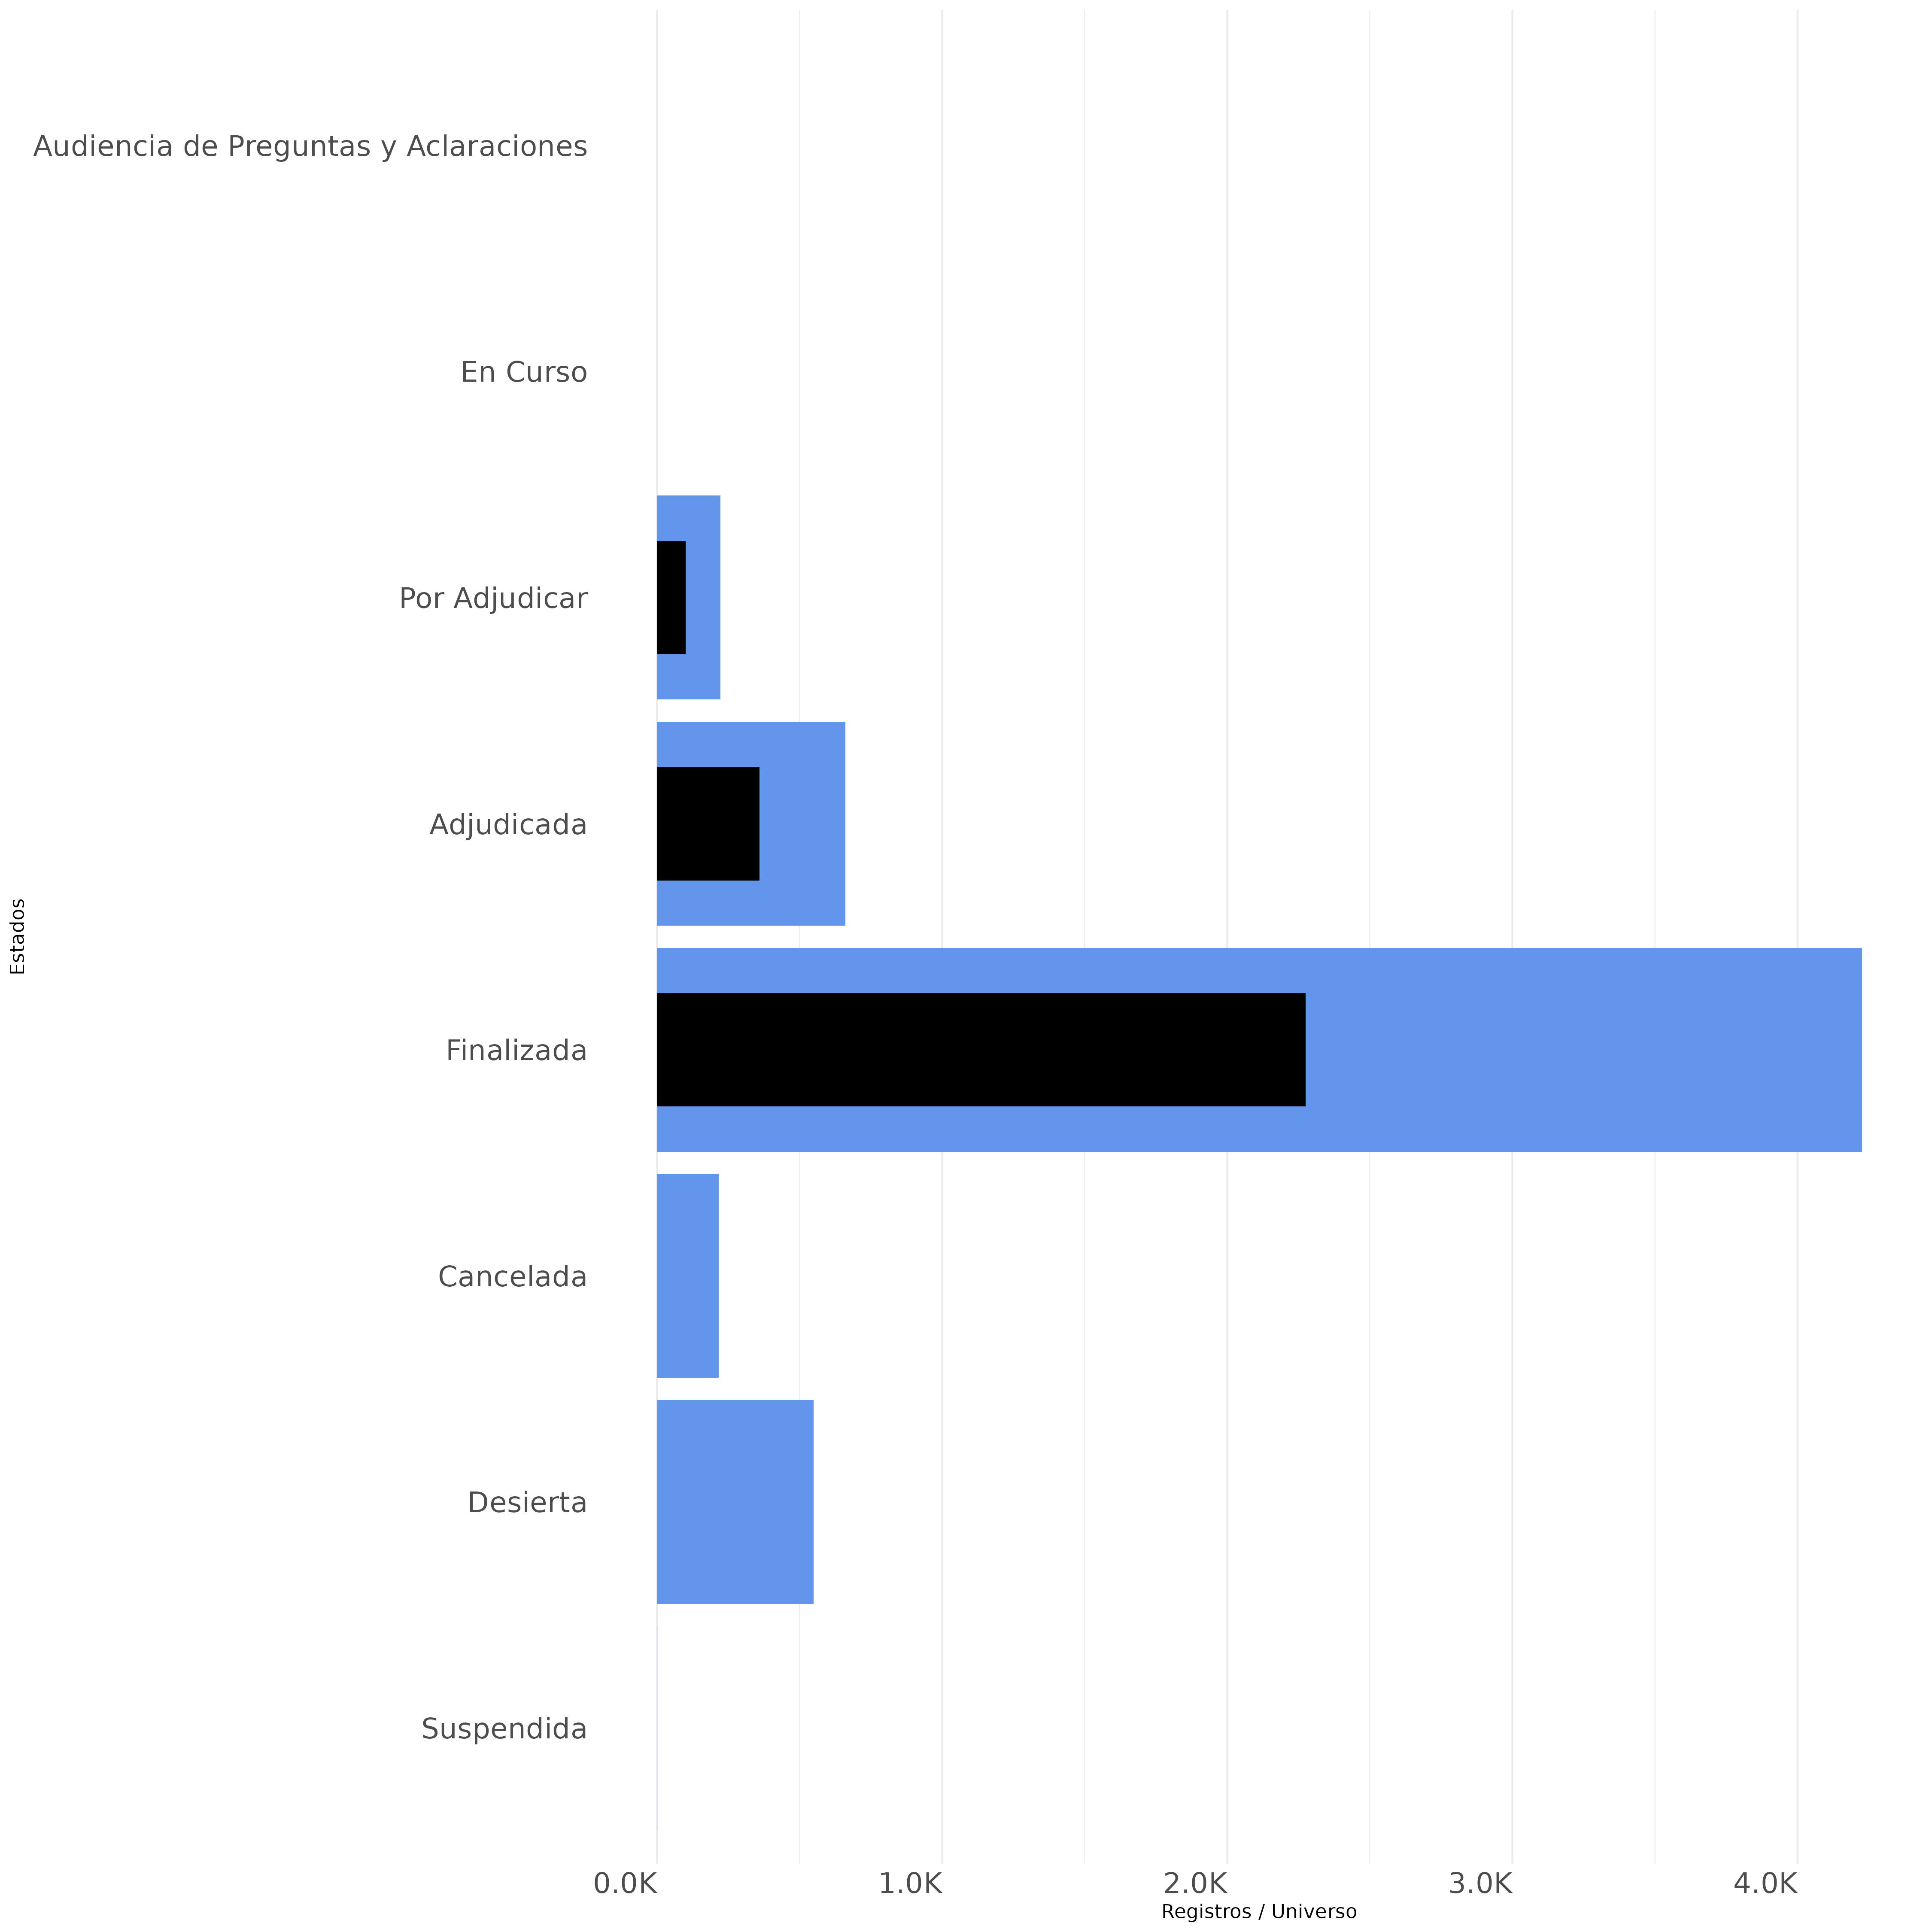 Audiencia de Preguntas y Aclaraciones
En Curso
Por Adjudicar
Adjudicada
Estados
Finalizada
Cancelada
Desierta
Suspendida
0.0K 1.0K 2.0K 3.0K 4.0K
Registros / Universo